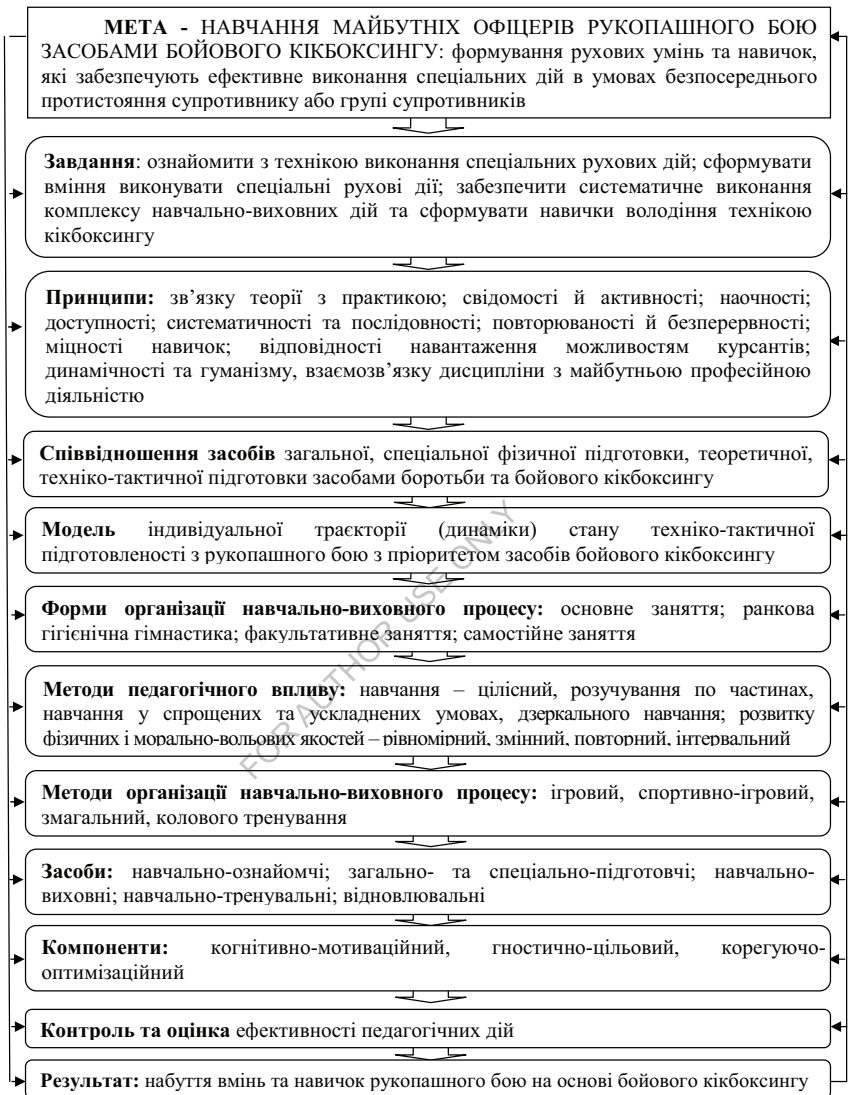 МЕТА - НАВЧАННЯ МАЙБУТНІХ ОФІЦЕРІВ РУКОПАШНОГО БОЮ
ЗАСОБАМИ БОЙОВОГО КІКБОКСИНГУ: формування рухових умінь та навичок,
які забезпечують ефективне виконання спеціальних дій в умовах безпосереднього
протистояння супротивнику або групі супротивників
Завдання: ознайомити з технікою виконання спеціальних рухових дій; сформувати
вміння виконувати спеціальні рухові дії; забезпечити систематичне виконання
комплексу навчально-виховних дій та сформувати навички володіння технікою
кікбоксингу
Принципи: зв’язку теорії з практикою; свідомості й активності; наочності;
доступності; систематичності та послідовності; повторюваності й безперервності;
міцності навичок; відповідності навантаження можливостям курсантів;
динамічності та гуманізму, взаємозв’язку дисципліни з майбутньою професійною
діяльністю
Співвідношення засобів загальної, спеціальної фізичної підготовки, теоретичної,
техніко-тактичної підготовки засобами боротьби та бойового кікбоксингу
Модель індивідуальної траєкторії (динаміки) стану техніко-тактичної
підготовленості з рукопашного бою з пріоритетом засобів бойового кікбоксингу
Форми організації навчально-виховного процесу: основне заняття; ранкова
гігієнічна гімнастика; факультативне заняття; самостійне заняття
Методи педагогічного впливу: навчання – цілісний, розучування по частинах,
навчання у спрощених та ускладнених умовах, дзеркального навчання; розвитку
фізичних і морально-вольових якостей – рівномірний, змінний, повторний, інтервальний
Методи організації навчально-виховного процесу: ігровий, спортивно-ігровий,
змагальний, колового тренування
Засоби: навчально-ознайомчі; загально- та спеціально-підготовчі; навчально-
виховні; навчально-тренувальні; відновлювальні
Компоненти: когнітивно-мотиваційний, гностично-цільовий, корегуючо-
оптимізаційний
Контроль та оцінка ефективності педагогічних дій
Результат: набуття вмінь та навичок рукопашного бою на основі бойового кікбоксингу
FOR AUTHOR USE ONLY